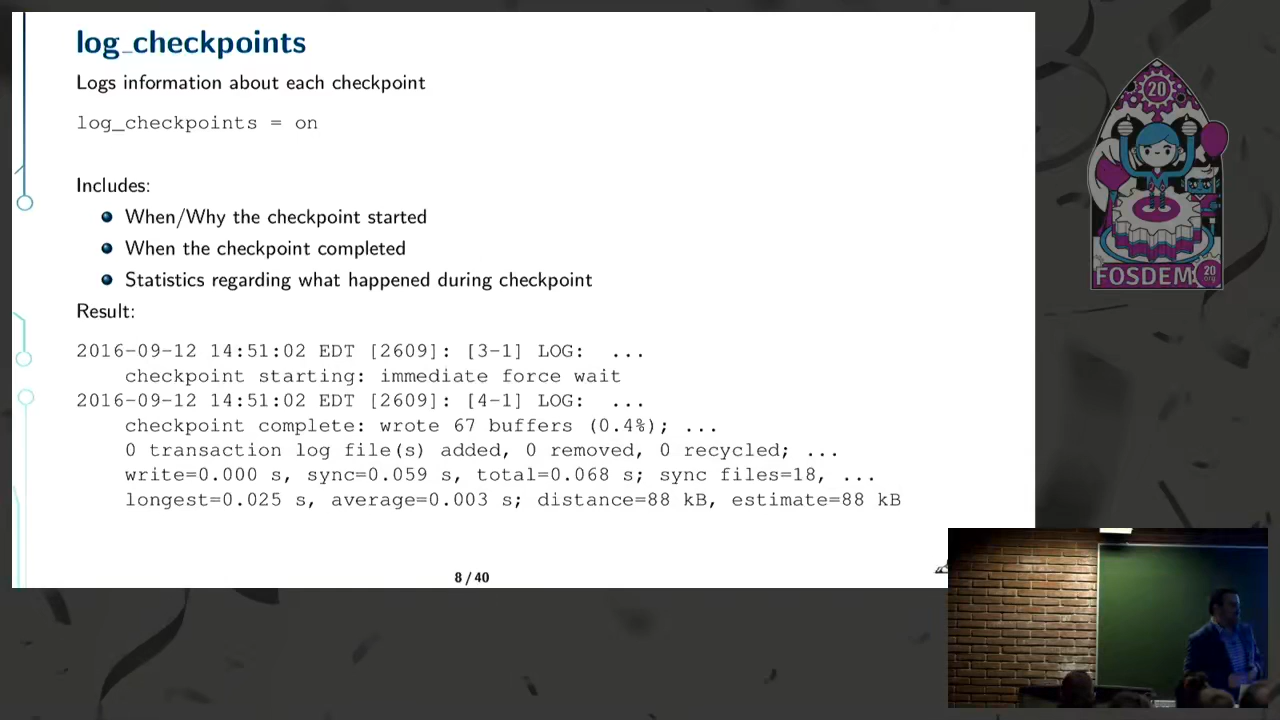 log_checkpoints
Logs information about each checkpoint
log_checkpoints = on
Includes:
When/Why the checkpoint started
When the checkpoint completed
Statistics regarding what happened during checkpoint
Result:
2016-09-12 14:51:02 EDT [2609]: [3-1] LOG:  ...
checkpoint starting: immediate force wait
2016-09-12 14:51:02 EDT [2609]: [4-1] LOG:  ...
checkpoint complete: wrote 67 buffers (0.4%); ...
0 transaction log file(s) added, 0 removed, 0 recycled; ...
write=0.000 s, sync=0.059 s, total=0.068 s; sync files=18, ...
longest=0.025 s, average=0.003 s; distance=88 kB, estimate=88 kB
8 / 40
20
FOSDEM
20
.org